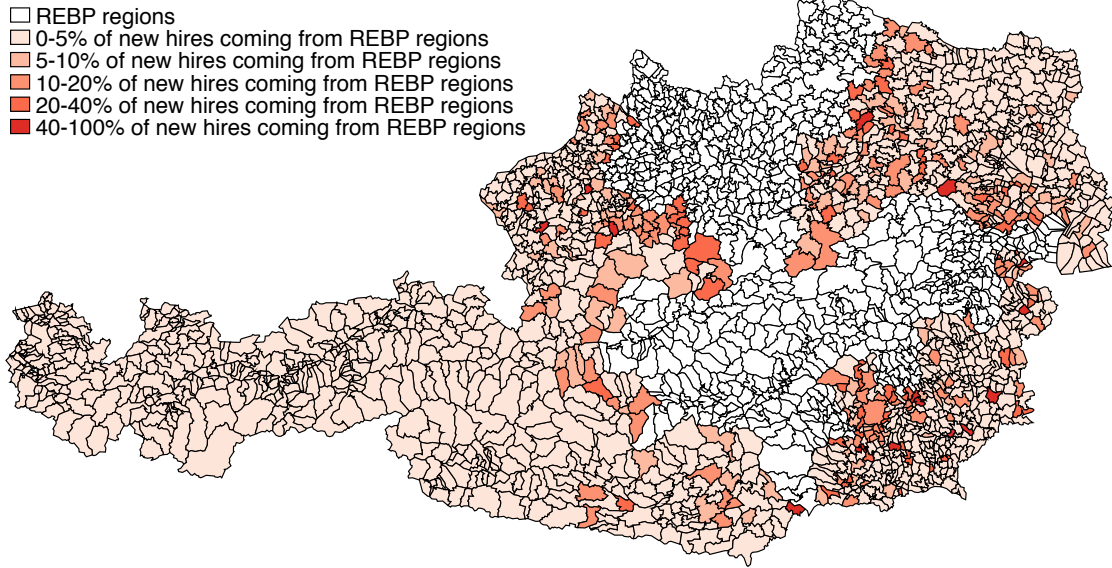 REBP regions
0-5% of new hires coming from REBP regions
5-10% of new hires coming from REBP regions
10-20% of new hires coming from REBP regions
20-40% of new hires coming from REBP regions
40-100% of new hires coming from REBP regions